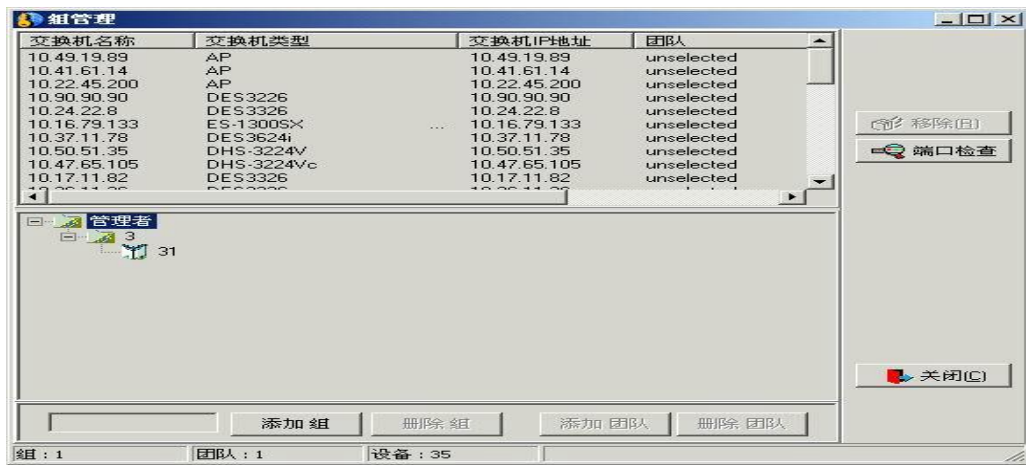 組管理
交换机名称 交换机类型 交换机IP地址 团队
10.49.19.89 AP 10.49.19.89 unselected
10.41.61.14 AP 10.41.61.14 unselected
10.22.45.200 AP 10.22.45.200 unselected
10.90.90.90 DES3226 10.90.90.90 unselected
10.24.22.8 DES3326 10.24.22.8 unselected
10.16.79.133 ES-1300SX ... 10.16.79.133 unselected
10.37.11.78 DES3624i 10.37.11.78 unselected
10.50.51.35 DHS-3224V 10.50.51.35 unselected
10.47.65.105 DHS-3224Vc 10.47.65.105 unselected
10.17.11.82 DES3326 10.17.11.82 unselected
移除(R)
端口检查
管理者
3
31
关闭(C)
添加 組 删除 組 添加 团队 删除 团队
組 : 1 团队 : 1 设备 : 35